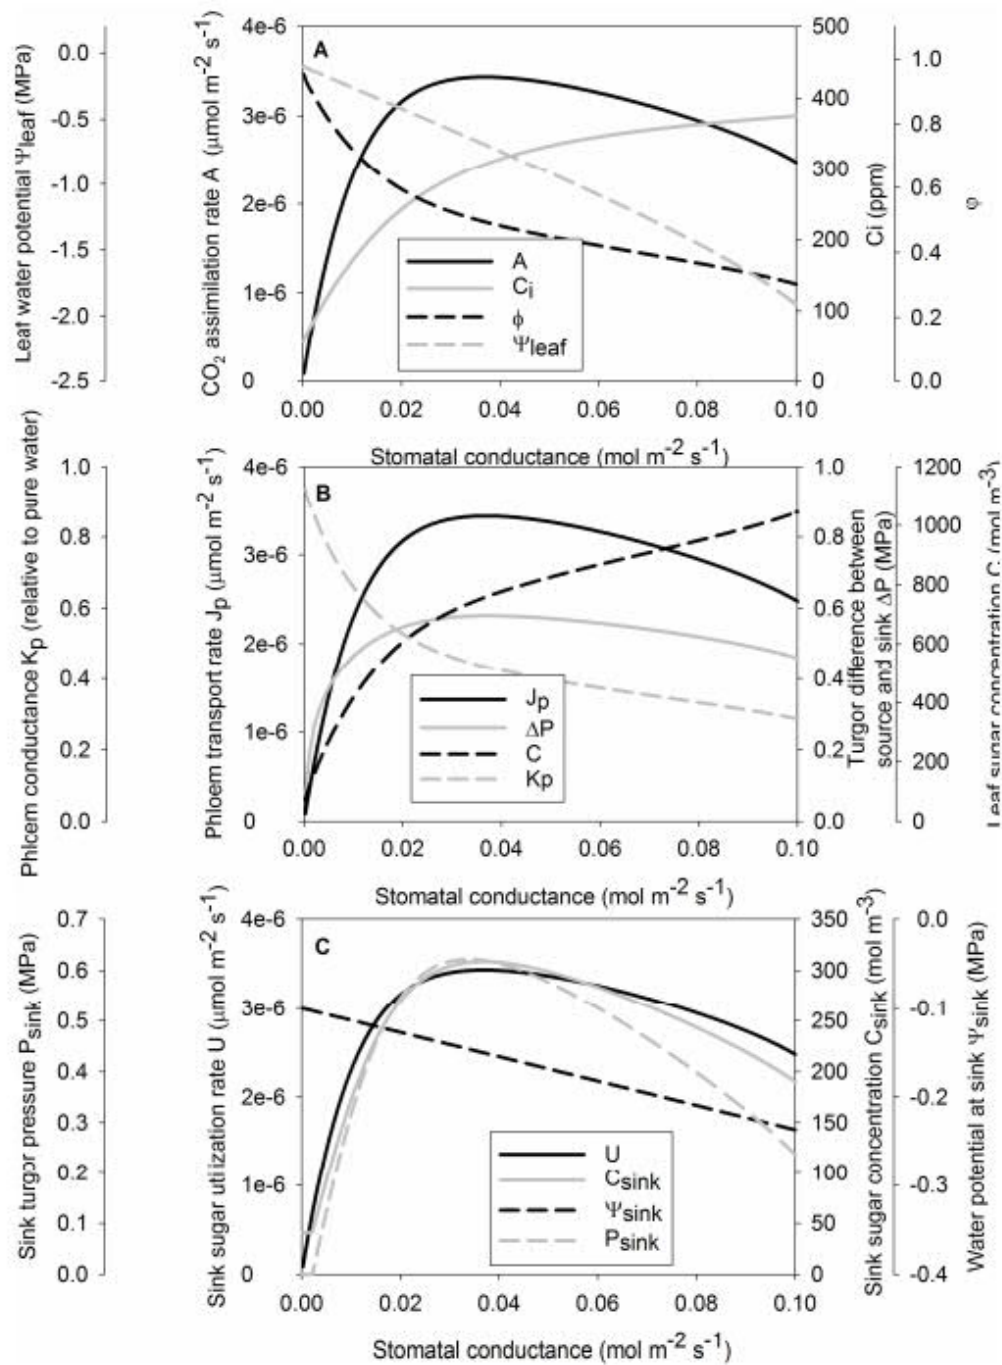 A
Leaf water potential Ψleaf (MPa)
0.0
-0.5
-1.0
-1.5
-2.0
-2.5
CO2 assimilation rate A (μmol m-2 s-1)
4e-6
3e-6
2e-6
1e-6
0
A
Ci
ϕ
Ψleaf
500
400
300
200
100
0
Ci (ppm)
1.0
0.8
0.6
0.4
0.2
0.0
φ
0.00 0.02 0.04 0.06 0.08 0.10
Stomatal conductance (mol m-2 s-1)
B
Phlcem conductance Kp (relative to pure water)
1.0
0.8
0.6
0.4
0.2
0.0
Phloem transport rate Jp (μmol m-2 s-1)
4e-6
3e-6
2e-6
1e-6
0
Jp
ΔP
C
Kp
1.0
0.8
0.6
0.4
0.2
0.0
Turgor difference between
source and sink ΔP (MPa)
1200
1000
800
600
400
200
0
Leaf sugar concentration C (mol m-3)
0.00 0.02 0.04 0.06 0.08 0.10
Stomatal conductance (mol m-2 s-1)
C
Sink turgor pressure Psink (MPa)
0.7
0.6
0.5
0.4
0.3
0.2
0.1
0.0
Sink sugar utilization rate U (μmol m-2 s-1)
4e-6
3e-6
2e-6
1e-6
0
U
Csink
Ψsink
Psink
350
300
250
200
150
100
50
0
Sink sugar concentration Csink (mol m-3)
0.0
-0.1
-0.2
-0.3
-0.4
Water potential at sink Ψsink (MPa)
0.00 0.02 0.04 0.06 0.08 0.10
Stomatal conductance (mol m-2 s-1)